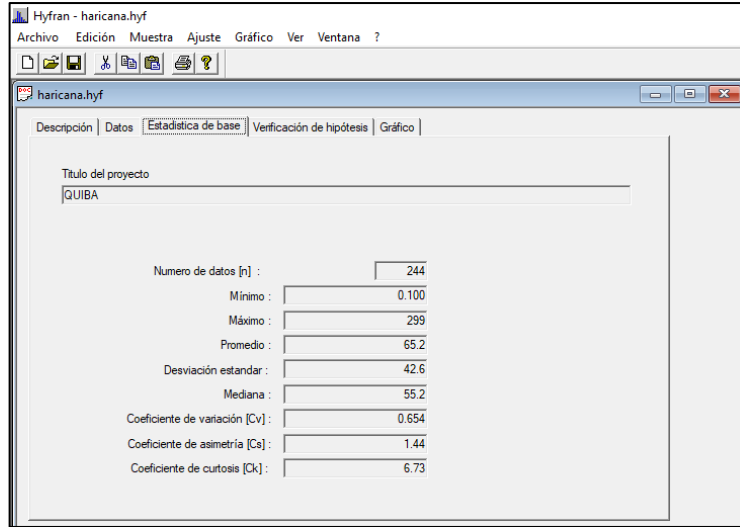 Hyfran - haricana.hyf
Archivo Edición Muestra Ajuste Gráfico Ver Ventana ?
haricana.hyf
Descripción Datos Estadistica de base Verificación de hipótesis Gráfico
Titulo del proyecto
QUIBA
Numero de datos [n] : 244
Mínimo : 0.100
Máximo : 299
Promedio : 65.2
Desviación estandar : 42.6
Mediana : 55.2
Coeficiente de variación [Cv] : 0.654
Coeficiente de asimetría [Cs] : 1.44
Coeficiente de curtosis [Ck] : 6.73